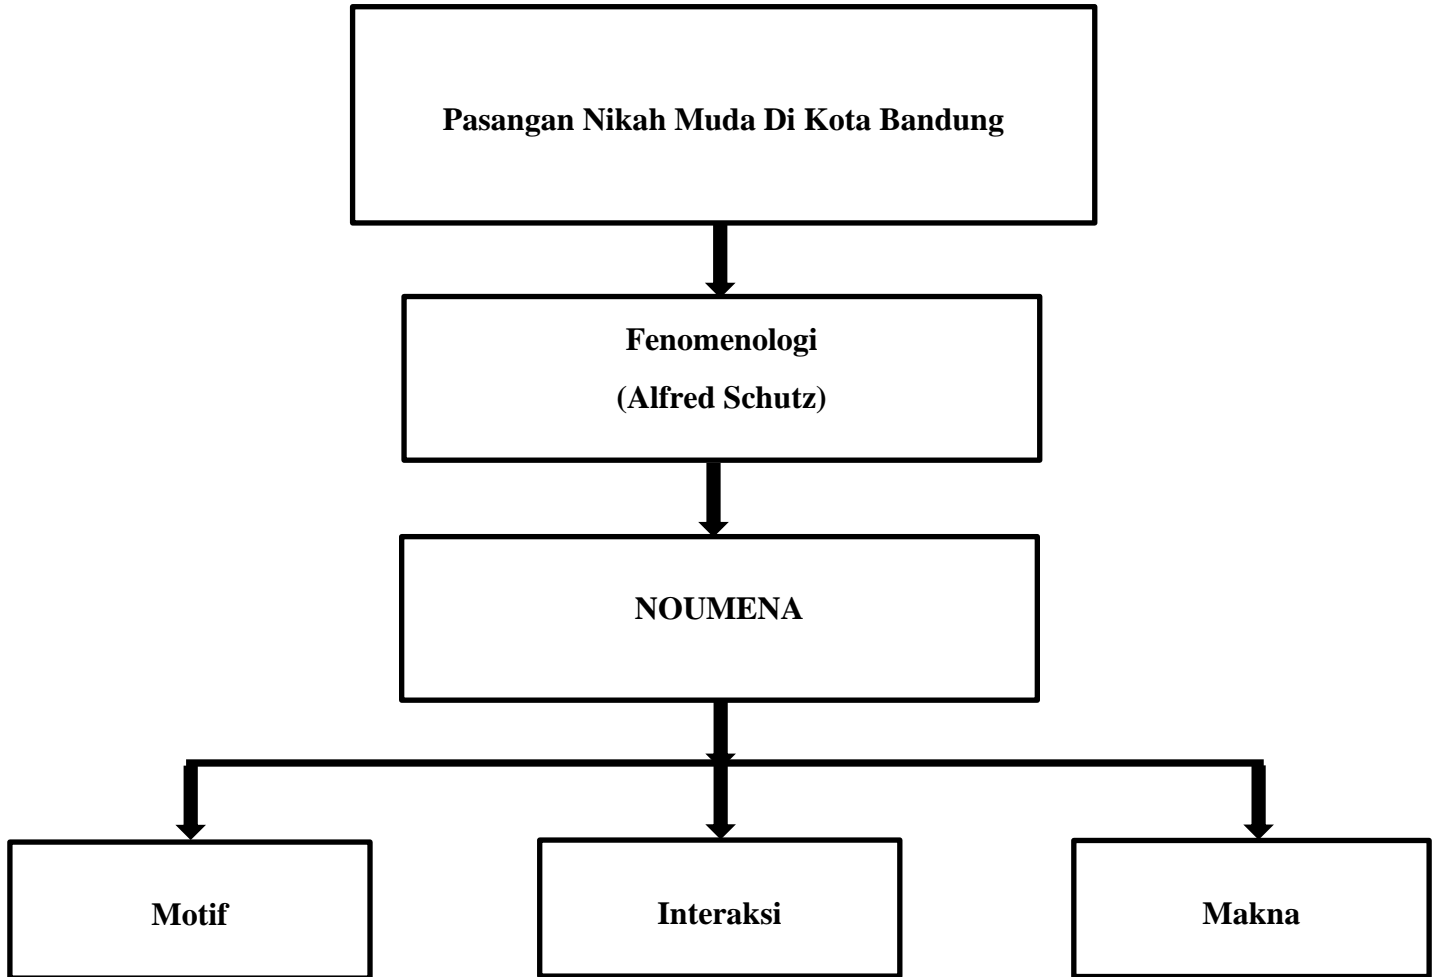 Pasangan Nikah Muda Di Kota Bandung
Fenomenologi
(Alfred Schutz)
NOUMENA
Motif
Interaksi
Makna